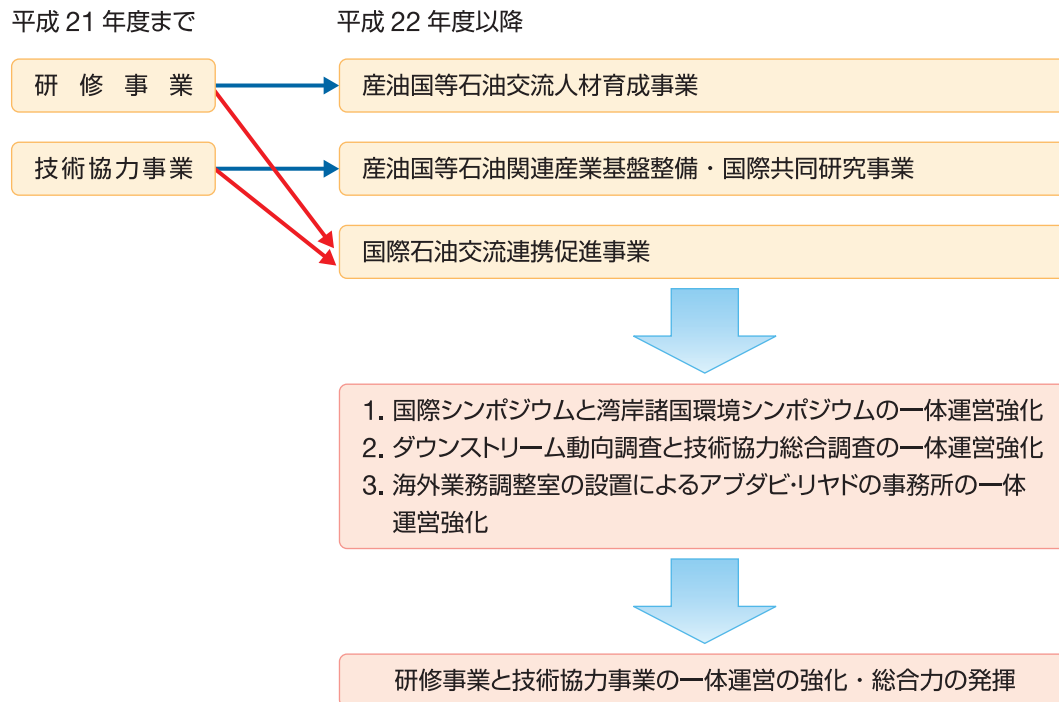 平成 21 年度まで
平成 22 年度以降
研修事業
産油国等石油交流人材育成事業
技術協力事業
産油国等石油関連産業基盤整備・国際共同研究事業
国際石油交流連携促進事業
1. 国際シンポジウムと湾岸諸国環境シンポジウムの一体運営強化
2. ダウンストリーム動向調査と技術協力総合調査の一体運営強化
3. 海外業務調整室の設置によるアブダビ・リヤドの事務所の一体
運営強化
研修事業と技術協力事業の一体運営の強化・総合力の発揮